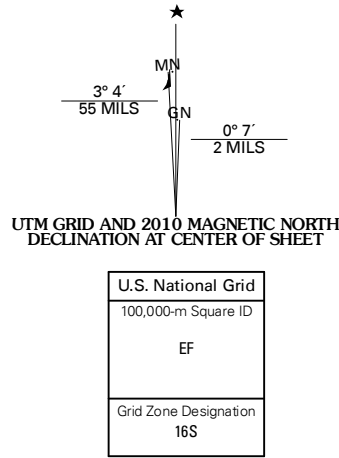 ★
MN
3° 4´
55 MILS
GN
0° 7´
2 MILS
UTM GRID AND 2010 MAGNETIC NORTH
DECLINATION AT CENTER OF SHEET
U.S. National Grid
100,000-m Square ID
EF
Grid Zone Designation
16S